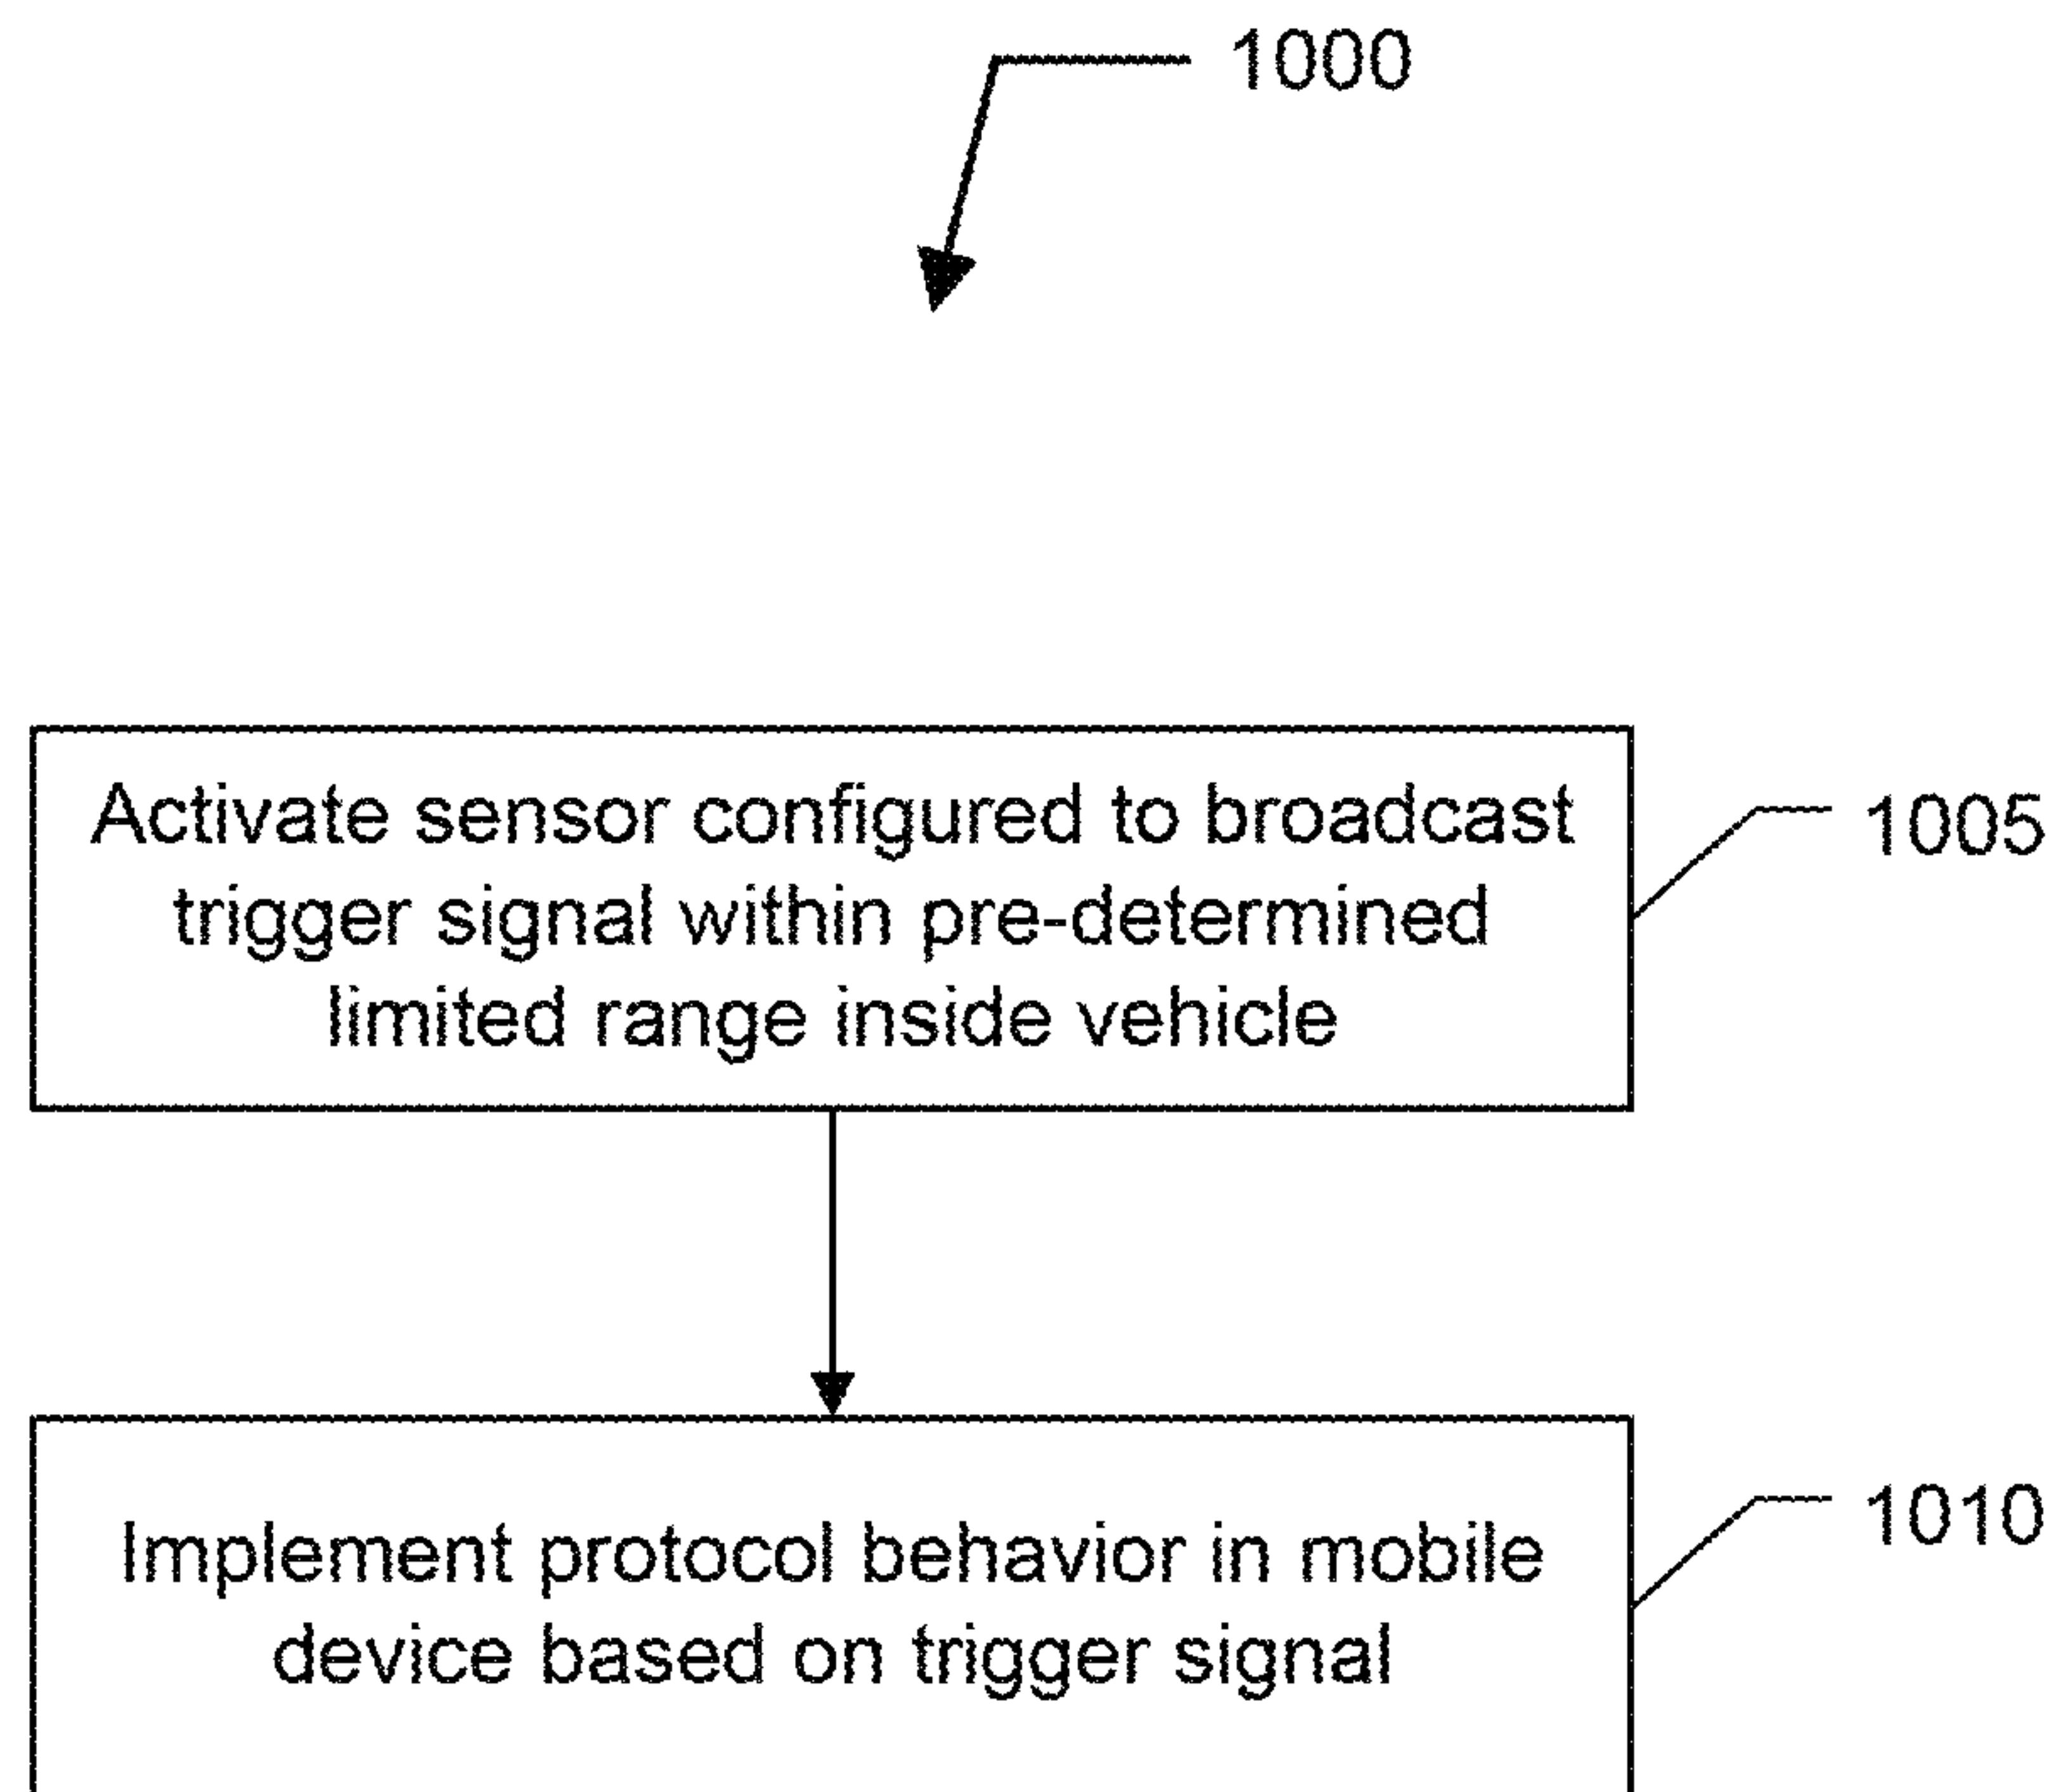 1000
Activate sensor configured to broadcast
trigger signal within pre-determined
limited range inside vehicle
1005
Implement protocol behavior in mobile
device based on trigger signal
1010